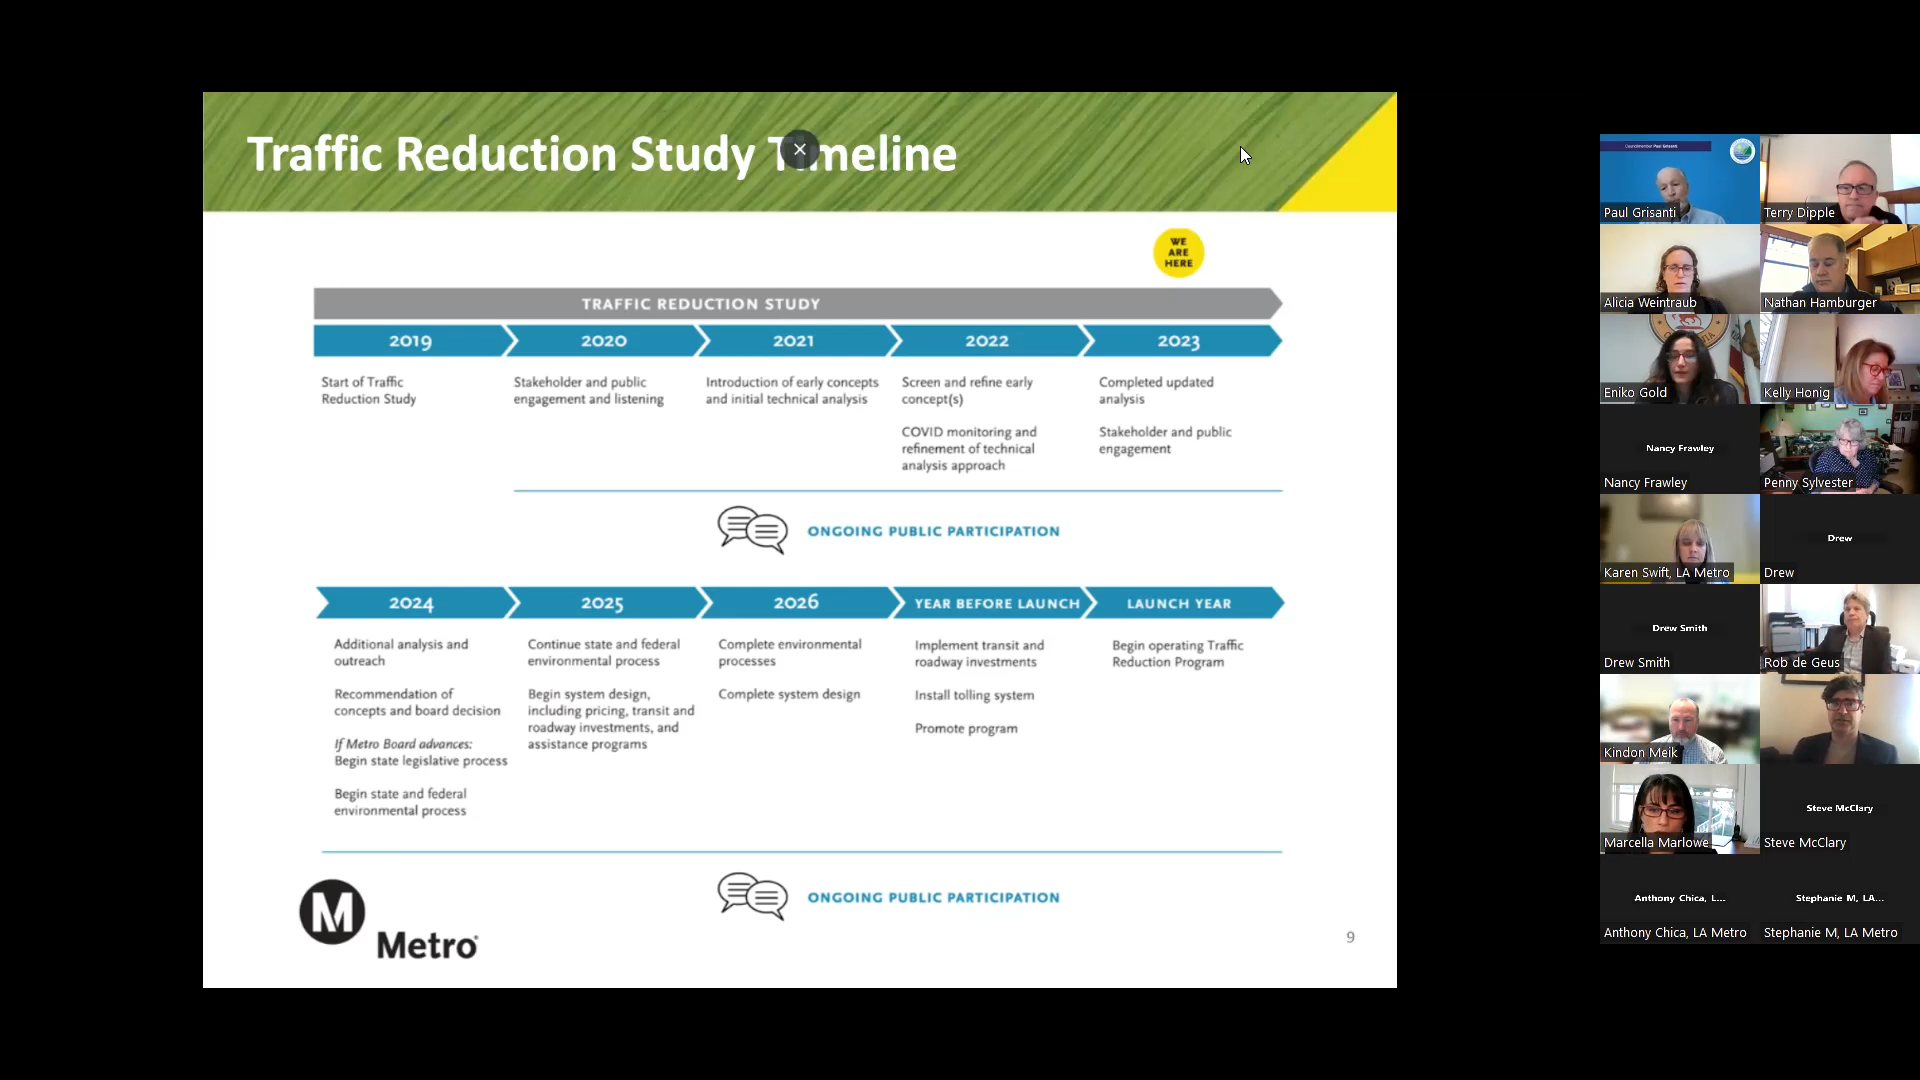 Traffic Reduction Study Timeline
WE
ARE
HERE
TRAFFIC REDUCTION STUDY
2019
2020
2021
2022
2023
Start of Traffic
Reduction Study
Stakeholder and public
engagement and listening
Introduction of early concepts
and initial technical analysis
Screen and refine early
concept(s)
COVID monitoring and
refinement of technical
analysis approach
Completed updated
analysis
Stakeholder and public
engagement
ONGOING PUBLIC PARTICIPATION
2024
2025
2026
YEAR BEFORE LAUNCH
LAUNCH YEAR
Additional analysis and
outreach
Recommendation of
concepts and board decision
If Metro Board advances:
Begin state legislative process
Begin state and federal
environmental process
Continue state and federal
environmental process
Begin system design,
including pricing, transit and
roadway investments, and
assistance programs
Complete environmental
processes
Complete system design
Implement transit and
roadway investments
Install tolling system
Promote program
Begin operating Traffic
Reduction Program
ONGOING PUBLIC PARTICIPATION
M
Metro
9
Councilmember Paul Grisanti
Paul Grisanti
Terry Dipple
Alicia Weintraub
Nathan Hamburger
Eniko Gold
Kelly Honig
Nancy Frawley
Nancy Frawley
Penny Sylvester
Karen Swift, LA Metro
Drew
Drew
Drew Smith
Drew Smith
Rob de Geus
Kindon Meik
Marcella Marlowe
Steve McClary
Steve McClary
Anthony Chica, L...
Anthony Chica, LA Metro
Stephanie M, LA...
Stephanie M, LA Metro